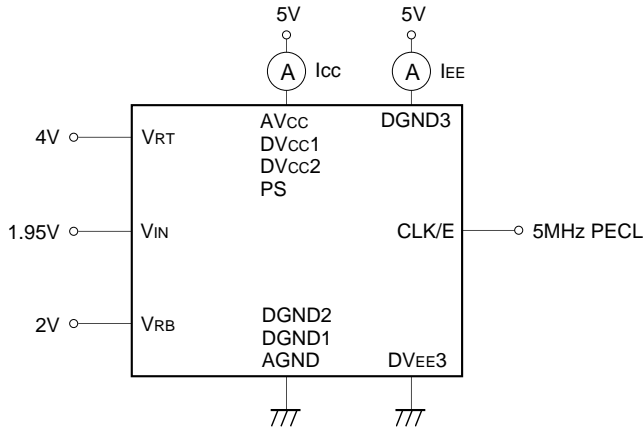 5V
5V
A
ICC
A
IEE
4V
VRT
AVCC
DVCC1
DVCC2
PS
DGND3
1.95V
VIN
CLK/E
5MHz PECL
2V
VRB
DGND2
DGND1
AGND
DVEE3